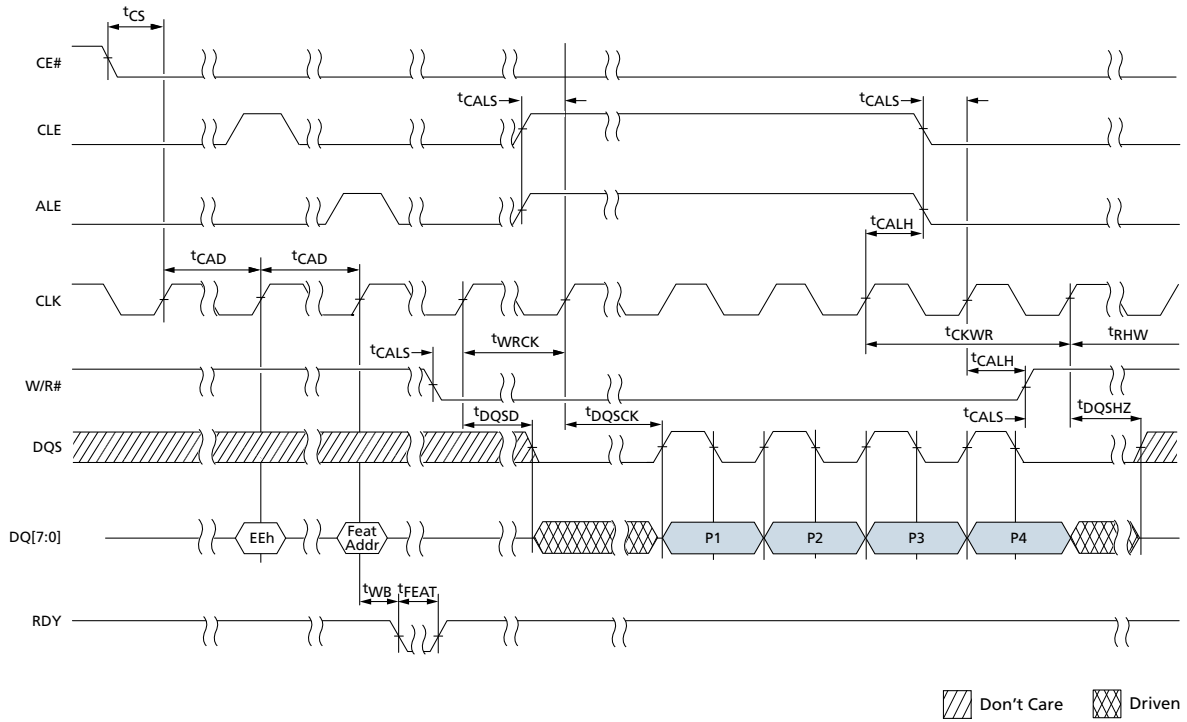 tCS
CE#
tCALS
tCALS
CLE
ALE
tCALH
tCAD
tCAD
CLK
tCKWR
tRHW
tWRCK
tCALS
tCALH
W/R#
tDQSD
tDQSCK
tCALS
tDQSHZ
DQS
DQ[7:0]
EEh
Feat
Addr
P1
P2
P3
P4
tWB
tFEAT
RDY
Don't Care
Driven